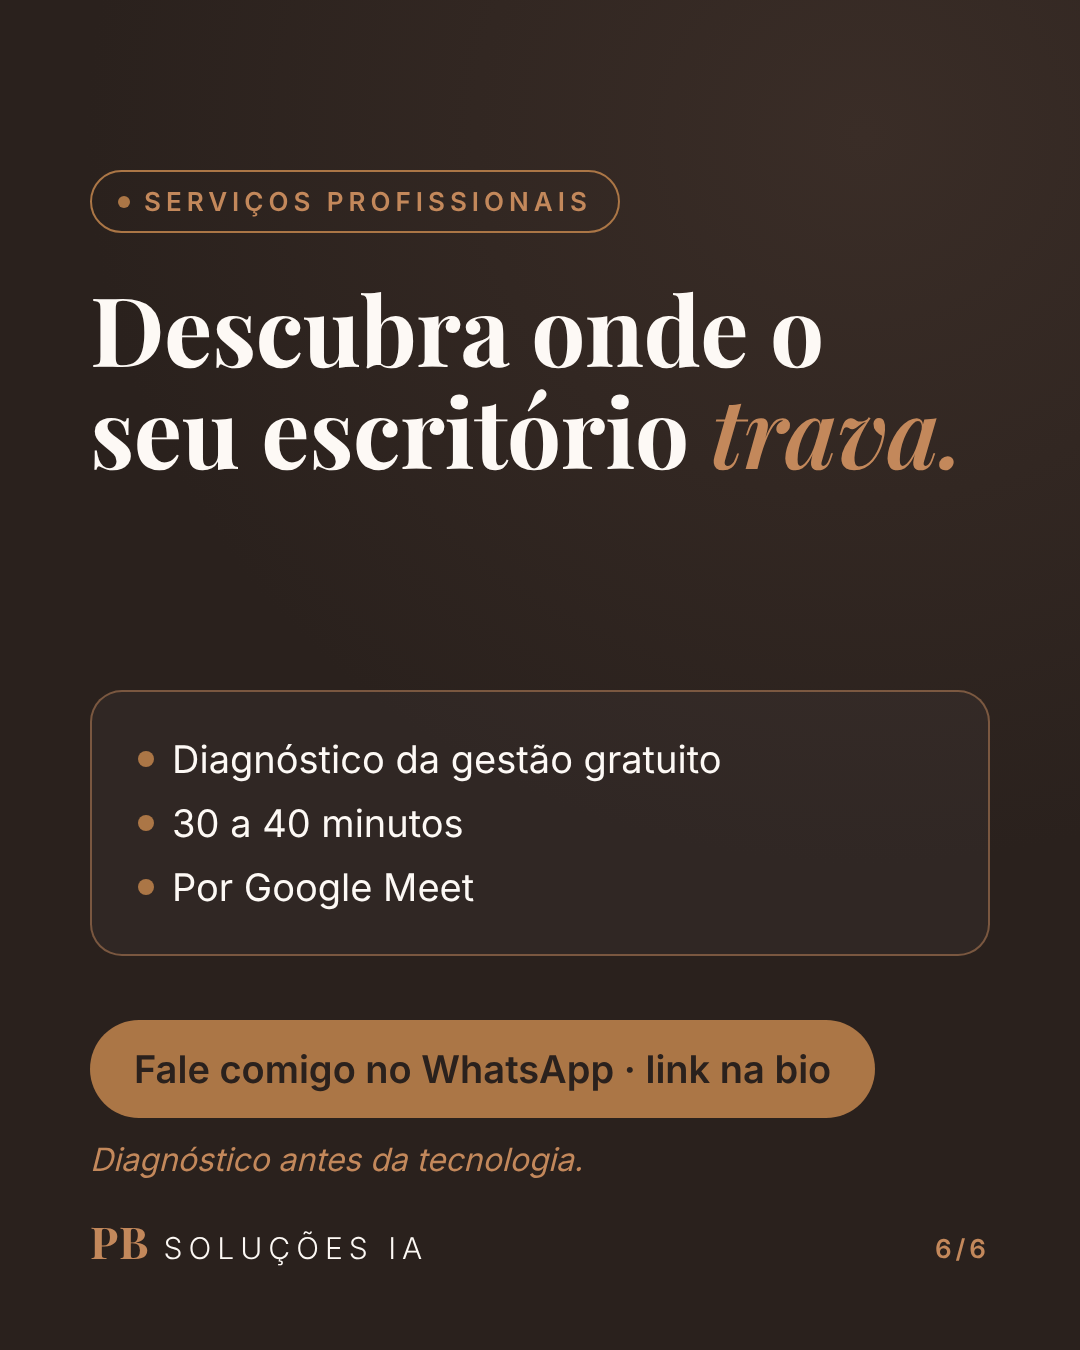 SERVIÇOS PROFISSIONAIS
Descubra onde o
seu escritório trava.
Diagnóstico da gestão gratuito
30 a 40 minutos
Por Google Meet
Fale comigo no WhatsApp · link na bio
Diagnóstico antes da tecnologia.
PB SOLUÇÕES IA
6/6